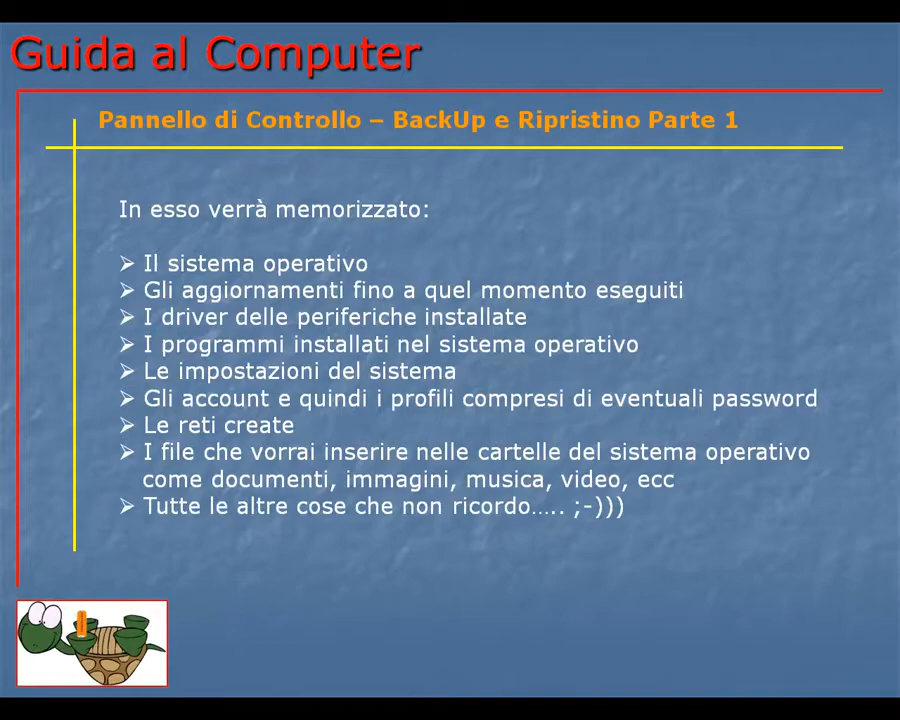 Guida al Computer
Pannello di Controllo – BackUp e Ripristino Parte 1
In esso verrà memorizzato:
➢ Il sistema operativo
➢ Gli aggiornamenti fino a quel momento eseguiti
➢ I driver delle periferiche installate
➢ I programmi installati nel sistema operativo
➢ Le impostazioni del sistema
➢ Gli account e quindi i profili compresi di eventuali password
➢ Le reti create
➢ I file che vorrai inserire nelle cartelle del sistema operativo
come documenti, immagini, musica, video, ecc
➢ Tutte le altre cose che non ricordo….. ;-)))